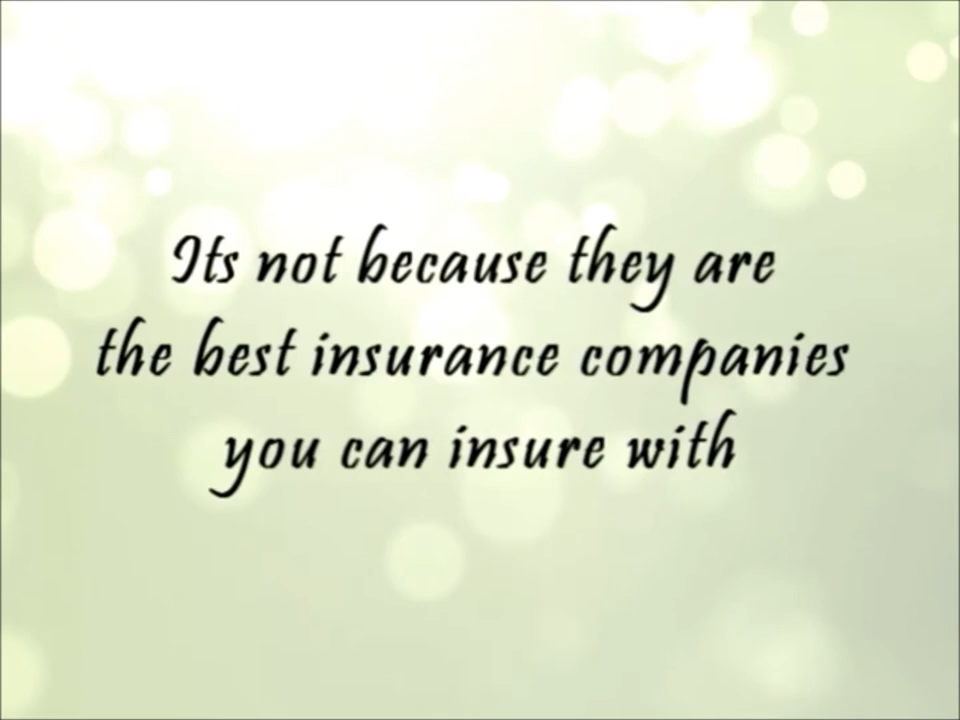 Its not because they are
the best insurance companies
you can insure with